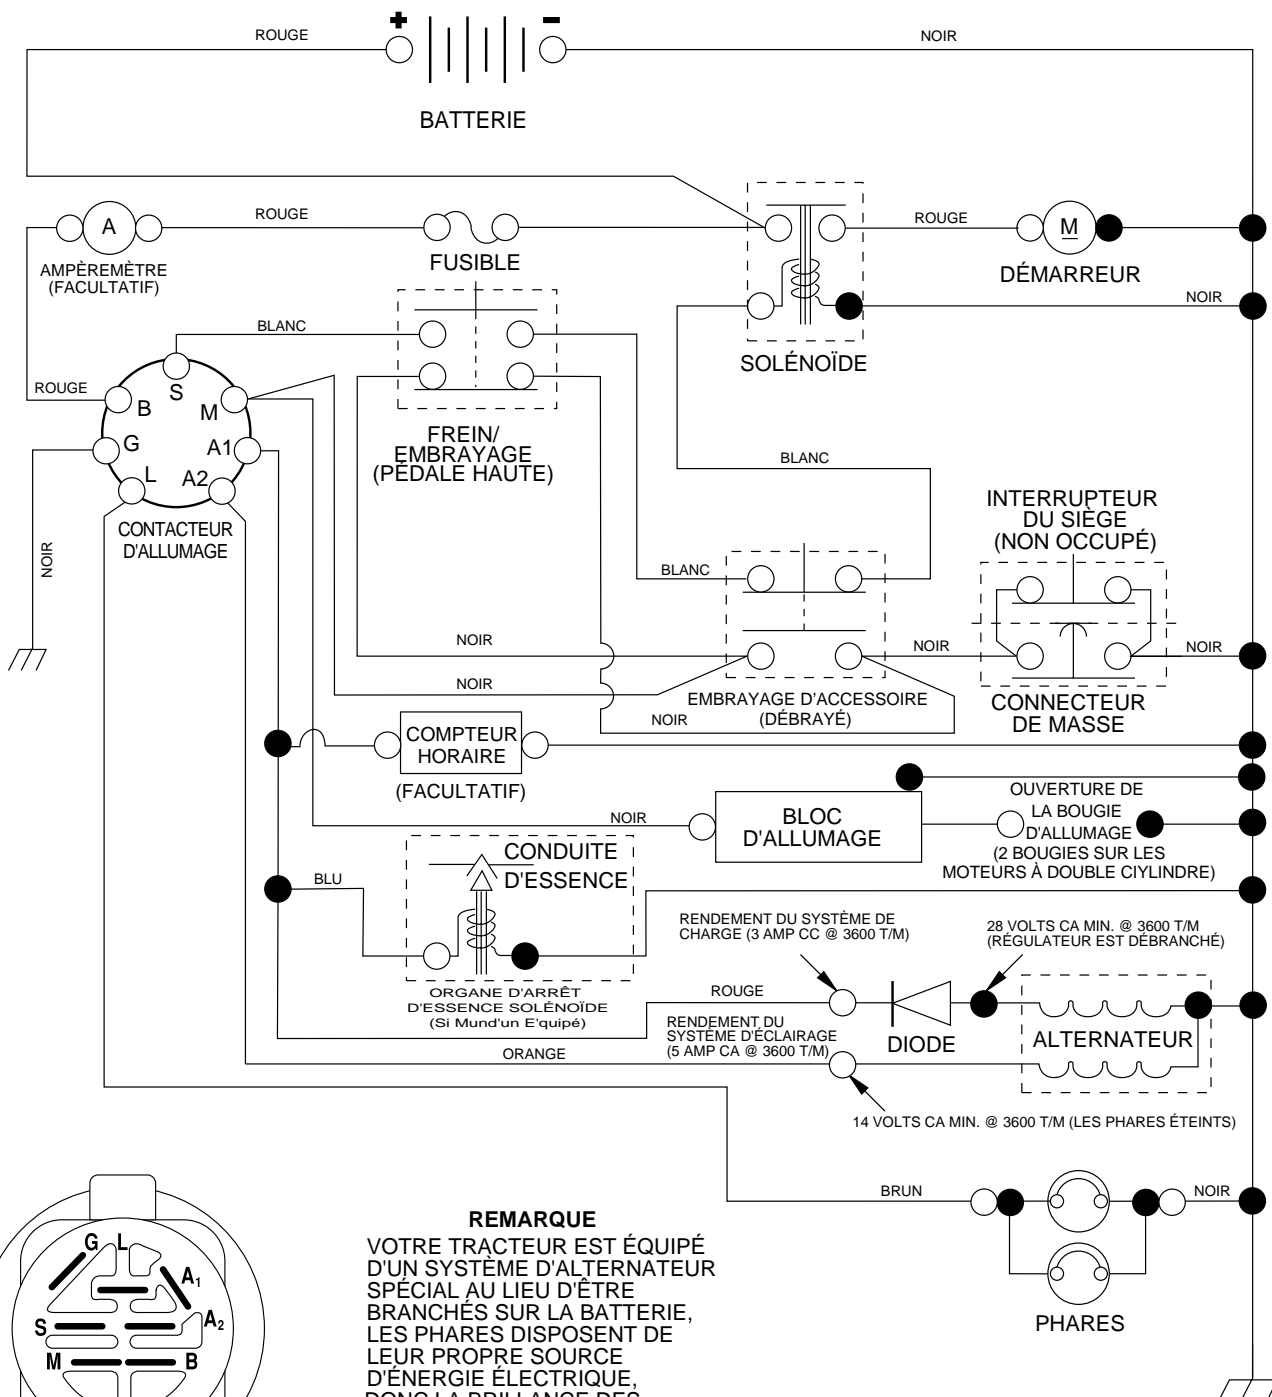 + -
ROUGE
NOIR
BATTERIE
A
ROUGE
ROUGE
M
AMPÈREMÈTRE
(FACULTATIF)
FUSIBLE
DÉMARREUR
NOIR
BLANC
SOLÉNOÏDE
ROUGE
S
B
M
G
A1
L
A2
FREIN/
EMBRAYAGE
(PÉDALE HAUTE)
BLANC
CONTACTEUR
D'ALLUMAGE
NOIR
INTERRUPTEUR
DU SIÈGE
(NON OCCUPÉ)
BLANC
NOIR
NOIR
NOIR
NOIR
EMBRAYAGE D'ACCESSOIRE
(DÉBRAYÉ)
NOIR
CONNECTEUR
DE MASSE
COMPTEUR
HORAIRE
(FACULTATIF)
NOIR
BLOC
D'ALLUMAGE
OUVERTURE DE
LA BOUGIE
D'ALLUMAGE
(2 BOUGIES SUR LES
MOTEURS À DOUBLE CIYLINDRE)
CONDUITE
D'ESSENCE
BLU
RENDEMENT DU SYSTÈME DE
CHARGE (3 AMP CC @ 3600 T/M)
28 VOLTS CA MIN. @ 3600 T/M
(RÉGULATEUR EST DÉBRANCHÉ)
ORGANE D'ARRÊT
D'ESSENCE SOLÉNOÏDE
(Si Mund'un E'quipé)
ROUGE
RENDEMENT DU
SYSTÈME D'ÉCLAIRAGE
(5 AMP CA @ 3600 T/M)
DIODE
ALTERNATEUR
ORANGE
14 VOLTS CA MIN. @ 3600 T/M (LES PHARES ÉTEINTS)
BRUN
NOIR
PHARES
G L
A1
A2
S
M
B
REMARQUE
VOTRE TRACTEUR EST ÉQUIPÉ
D'UN SYSTÈME D'ALTERNATEUR
SPÉCIAL AU LIEU D'ÊTRE
BRANCHÉS SUR LA BATTERIE,
LES PHARES DISPOSENT DE
LEUR PROPRE SOURCE
D'ÉNERGIE ÉLECTRIQUE,
DONC LA BRILLANCE DES